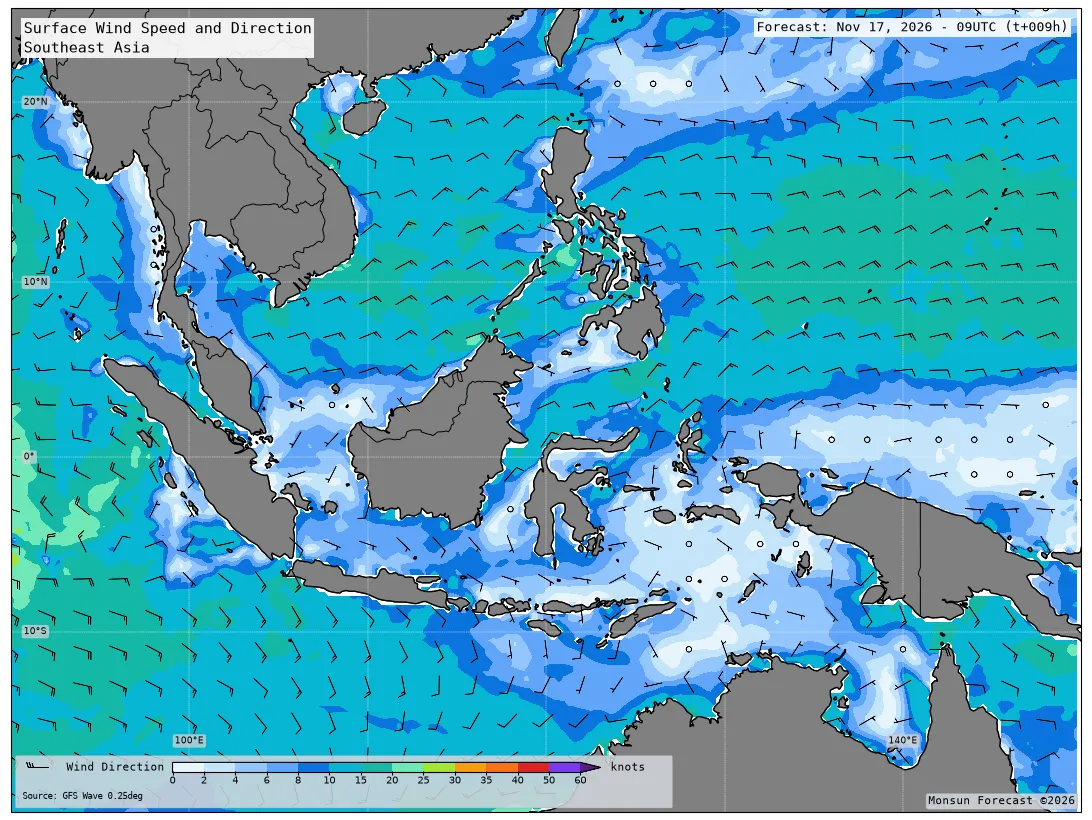 Surface Wind Speed and Direction
Southeast Asia
Forecast: Nov 17, 2026 - 09UTC (t+009h)
20°N
10°N
0°
10°S
100°E
140°E
Wind Direction
0 2 4 6 8 10 15 20 25 30 35 40 50 60
knots
Source: GFS Wave 0.25deg
Monsun Forecast ©2026